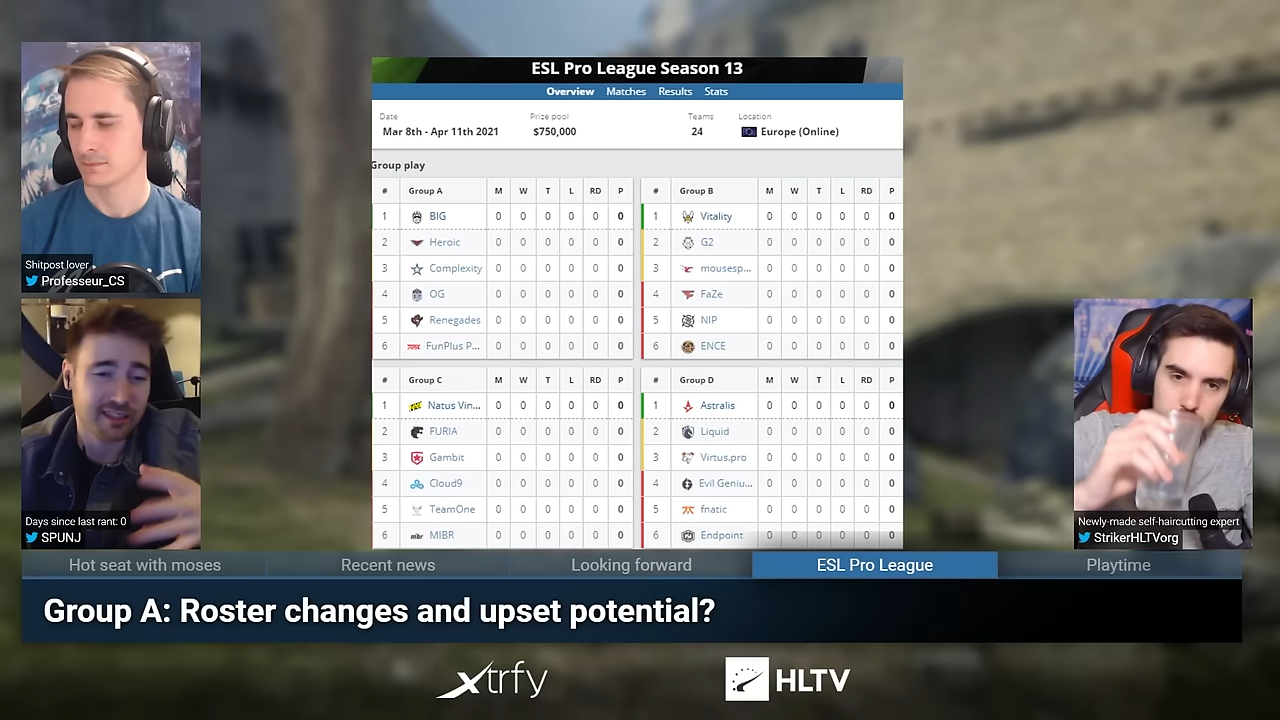 ESL Pro League Season 13
Overview Matches Results Stats
Date Prize pool Teams Location
Mar 8th - Apr 11th 2021 $750,000 24 Europe (Online)
Group play
# Group A M W T L RD P
1 BIG 0 0 0 0 0 0
2 Heroic 0 0 0 0 0 0
3 Complexity 0 0 0 0 0 0
4 OG 0 0 0 0 0 0
5 Renegades 0 0 0 0 0 0
6 FunPlus P... 0 0 0 0 0 0
# Group B M W T L RD P
1 Vitality 0 0 0 0 0 0
2 G2 0 0 0 0 0 0
3 mousesp... 0 0 0 0 0 0
4 FaZe 0 0 0 0 0 0
5 NIP 0 0 0 0 0 0
6 ENCE 0 0 0 0 0 0
# Group C M W T L RD P
1 Natus Vin... 0 0 0 0 0 0
2 FURIA 0 0 0 0 0 0
3 Gambit 0 0 0 0 0 0
4 Cloud9 0 0 0 0 0 0
5 TeamOne 0 0 0 0 0 0
6 MIBR 0 0 0 0 0 0
# Group D M W T L RD P
1 Astralis 0 0 0 0 0 0
2 Liquid 0 0 0 0 0 0
3 Virtus.pro 0 0 0 0 0 0
4 Evil Geniu... 0 0 0 0 0 0
5 fnatic 0 0 0 0 0 0
6 Endpoint 0 0 0 0 0 0
Shitpost lover
Professeur_CS
Days since last rant: 0
SPUNJ
Newly-made self-haircutting expert
StrikerHLTVorg
Hot seat with moses Recent news Looking forward ESL Pro League Playtime
Group A: Roster changes and upset potential?
xtrfy HLTV